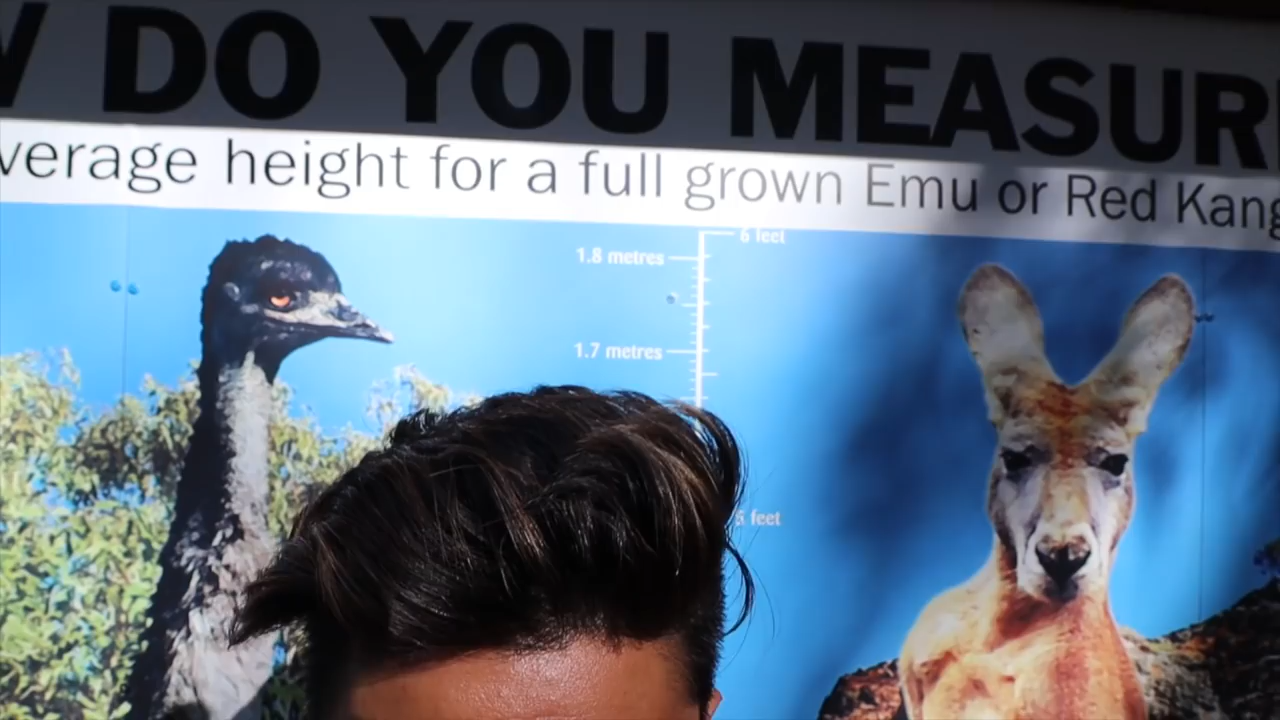 DO YOU MEASUR
verage height for a full grown Emu or Red Kang
6 feet
1.8 metres
1.7 metres
5 feet